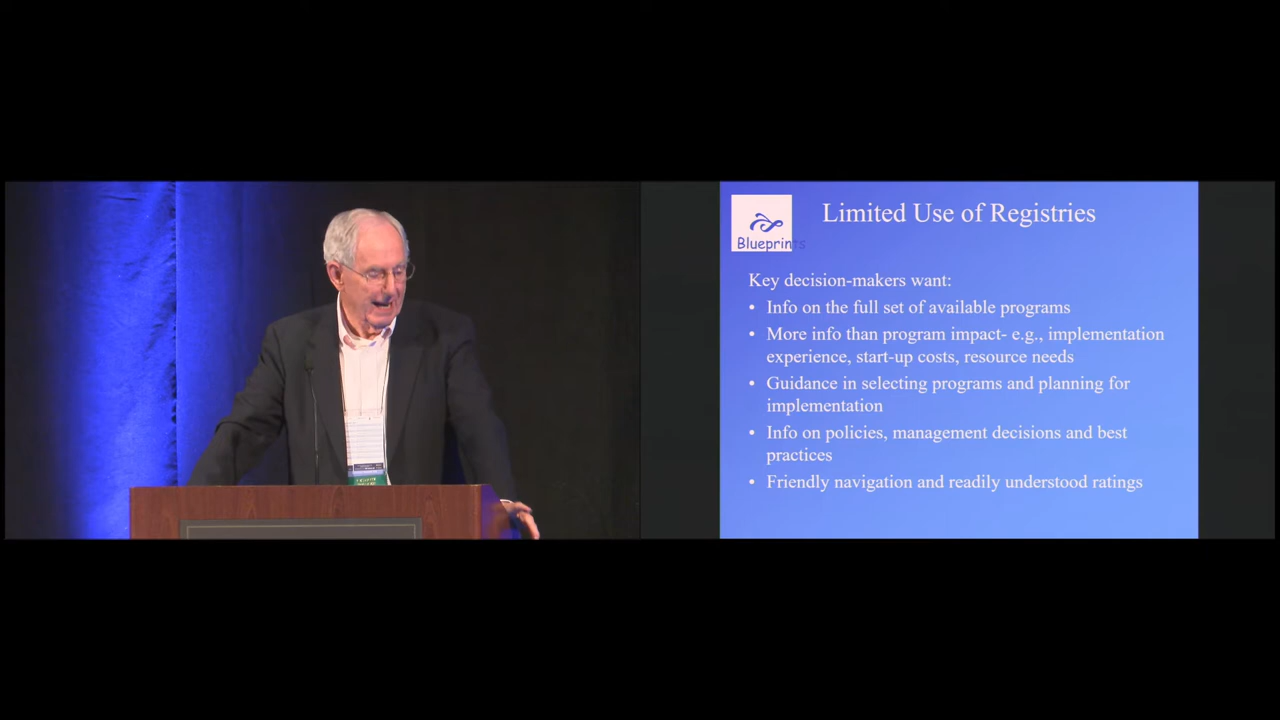 Blueprints
Limited Use of Registries
Key decision-makers want:
• Info on the full set of available programs
• More info than program impact- e.g., implementation
experience, start-up costs, resource needs
• Guidance in selecting programs and planning for
implementation
• Info on policies, management decisions and best
practices
• Friendly navigation and readily understood ratings